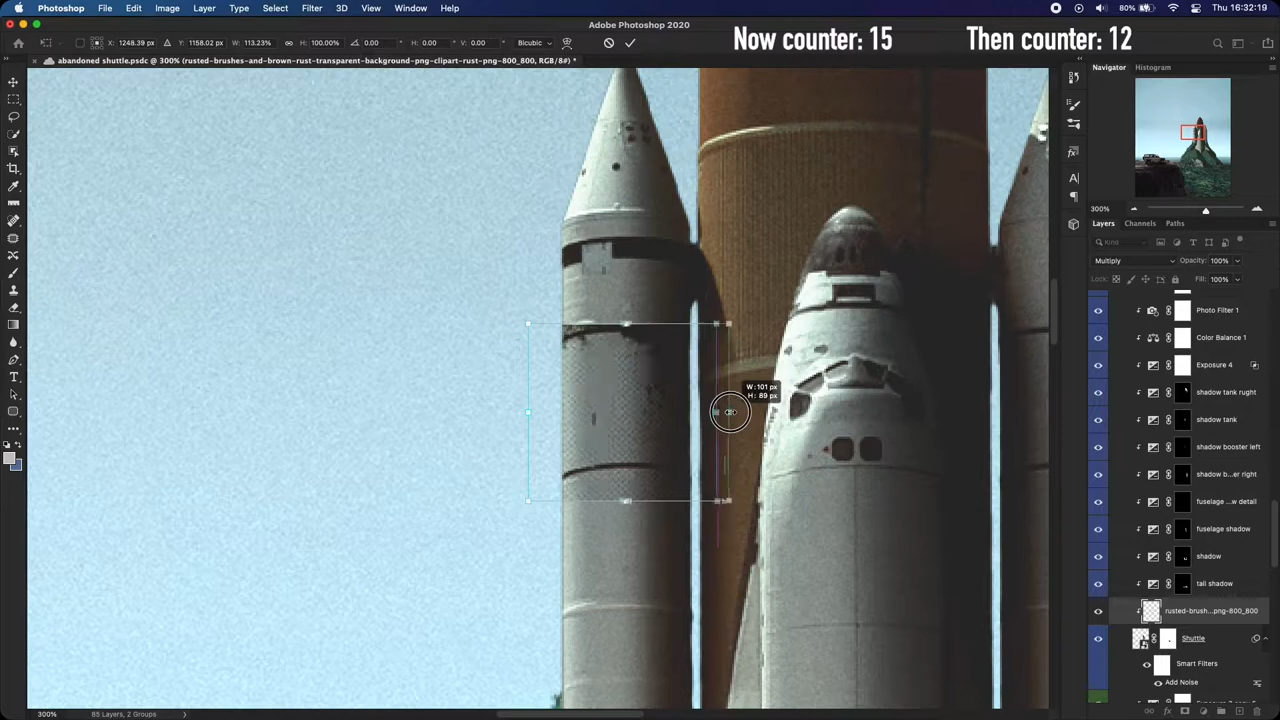 Photoshop File Edit Image Layer Type Select Filter 3D View Window Help 80% Thu 16:32:19
Adobe Photoshop 2020
Now counter: 15 Then counter: 12
X: 1248.39 px Y: 1158.02 px W: 113.23% H: 100.00% 0.00 ° H: 0.00 ° V: 0.00 ° Bicubic
abandoned shuttle.psdc @ 300% (rusted-brushes-and-brown-rust-transparent-background-png-clipart-rust-png-800_800, RGB/8#) *
Navigator Histogram
300%
Layers Channels Paths
Kind
Multiply Opacity: 100%
Lock: Fill: 100%
Photo Filter 1
Color Balance 1
Exposure 4
shadow tank rught
shadow tank
shadow booster left
shadow b...er right
fuselage ...w detail
fuselage shadow
shadow
tail shadow
rusted-brush...png-800_800
Shuttle
Smart Filters
Add Noise
W: 101 px
H: 89 px
300% 85 Layers, 2 Groups